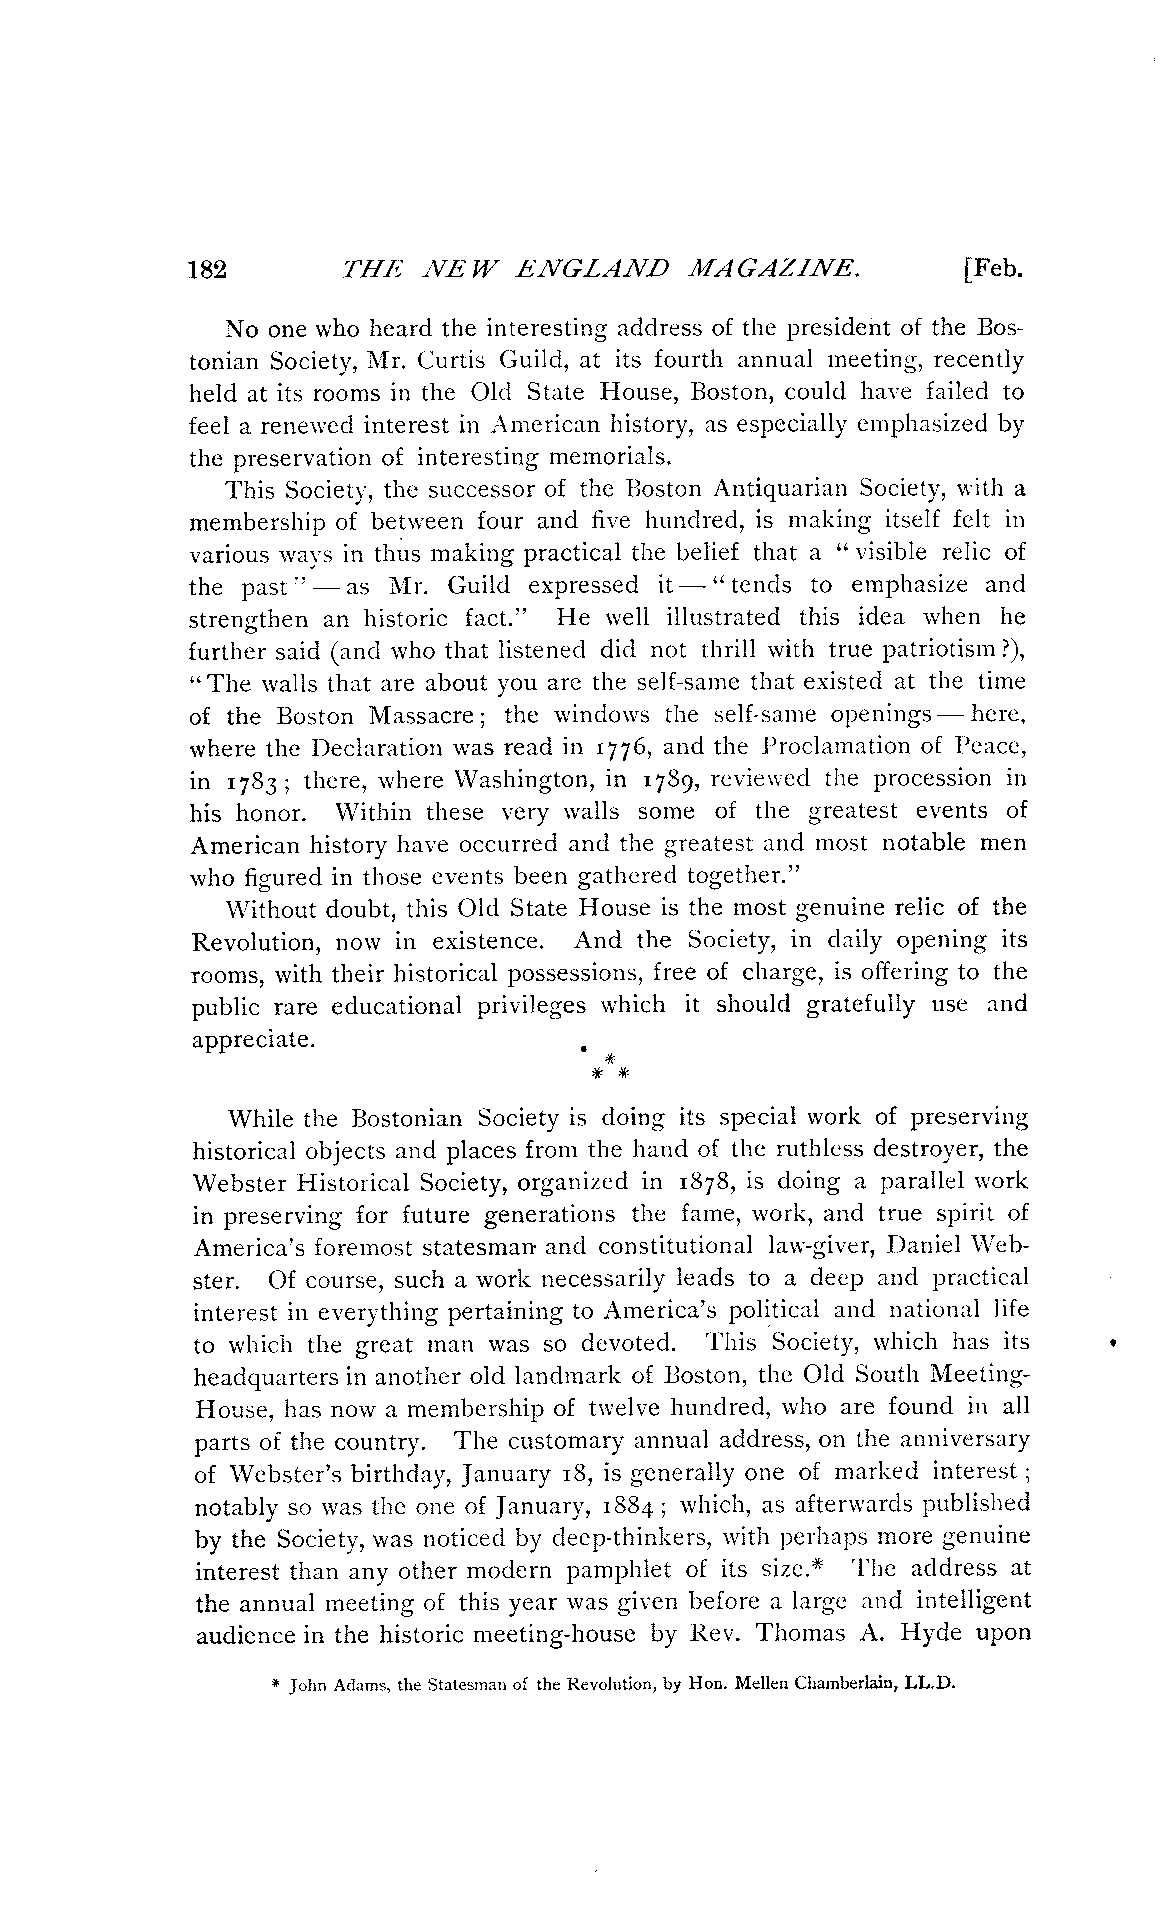 182 THE NEW ENGLAND MAGAZINE. [Feb.
No one who heard the interesting address of the president of the Bos-
tonian Society, Mr. Curtis Guild, at its fourth annual meeting, recently
held at its rooms in the Old State House, Boston, could have failed to
feel a renewed interest in American history, as especially emphasized by
the preservation of interesting memorials.
This Society, the successor of the Boston Antiquarian Society, with a
membership of between four and five hundred, is making itself felt in
various ways in thus making practical the belief that a “visible relic of
the past” — as Mr. Guild expressed it — “tends to emphasize and
strengthen an historic fact.” He well illustrated this idea when he
further said (and who that listened did not thrill with true patriotism?),
“The walls that are about you are the self-same that existed at the time
of the Boston Massacre; the windows the self-same openings — here,
where the Declaration was read in 1776, and the Proclamation of Peace,
in 1783; there, where Washington, in 1789, reviewed the procession in
his honor. Within these very walls some of the greatest events of
American history have occurred and the greatest and most notable men
who figured in those events been gathered together.”
Without doubt, this Old State House is the most genuine relic of the
Revolution, now in existence. And the Society, in daily opening its
rooms, with their historical possessions, free of charge, is offering to the
public rare educational privileges which it should gratefully use and
appreciate.
*
* *
While the Bostonian Society is doing its special work of preserving
historical objects and places from the hand of the ruthless destroyer, the
Webster Historical Society, organized in 1878, is doing a parallel work
in preserving for future generations the fame, work, and true spirit of
America's foremost statesman and constitutional law-giver, Daniel Web-
ster. Of course, such a work necessarily leads to a deep and practical
interest in everything pertaining to America's political and national life
to which the great man was so devoted. This Society, which has its
headquarters in another old landmark of Boston, the Old South Meeting-
House, has now a membership of twelve hundred, who are found in all
parts of the country. The customary annual address, on the anniversary
of Webster's birthday, January 18, is generally one of marked interest;
notably so was the one of January, 1884; which, as afterwards published
by the Society, was noticed by deep-thinkers, with perhaps more genuine
interest than any other modern pamphlet of its size.* The address at
the annual meeting of this year was given before a large and intelligent
audience in the historic meeting-house by Rev. Thomas A. Hyde upon
* John Adams, the Statesman of the Revolution, by Hon. Mellen Chamberlain, LL.D.